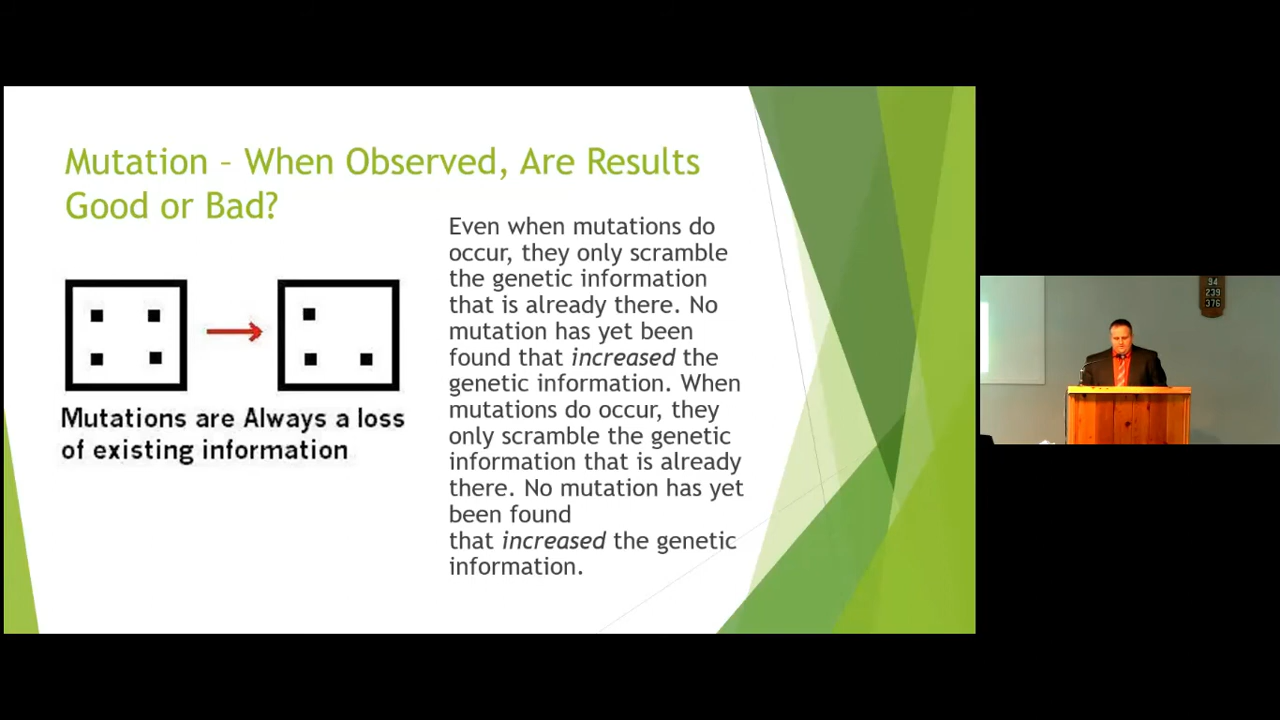 Mutation – When Observed, Are Results
Good or Bad?
Mutations are Always a loss
of existing information
Even when mutations do
occur, they only scramble
the genetic information
that is already there. No
mutation has yet been
found that increased the
genetic information. When
mutations do occur, they
only scramble the genetic
information that is already
there. No mutation has yet
been found
that increased the genetic
information.
94
239
376